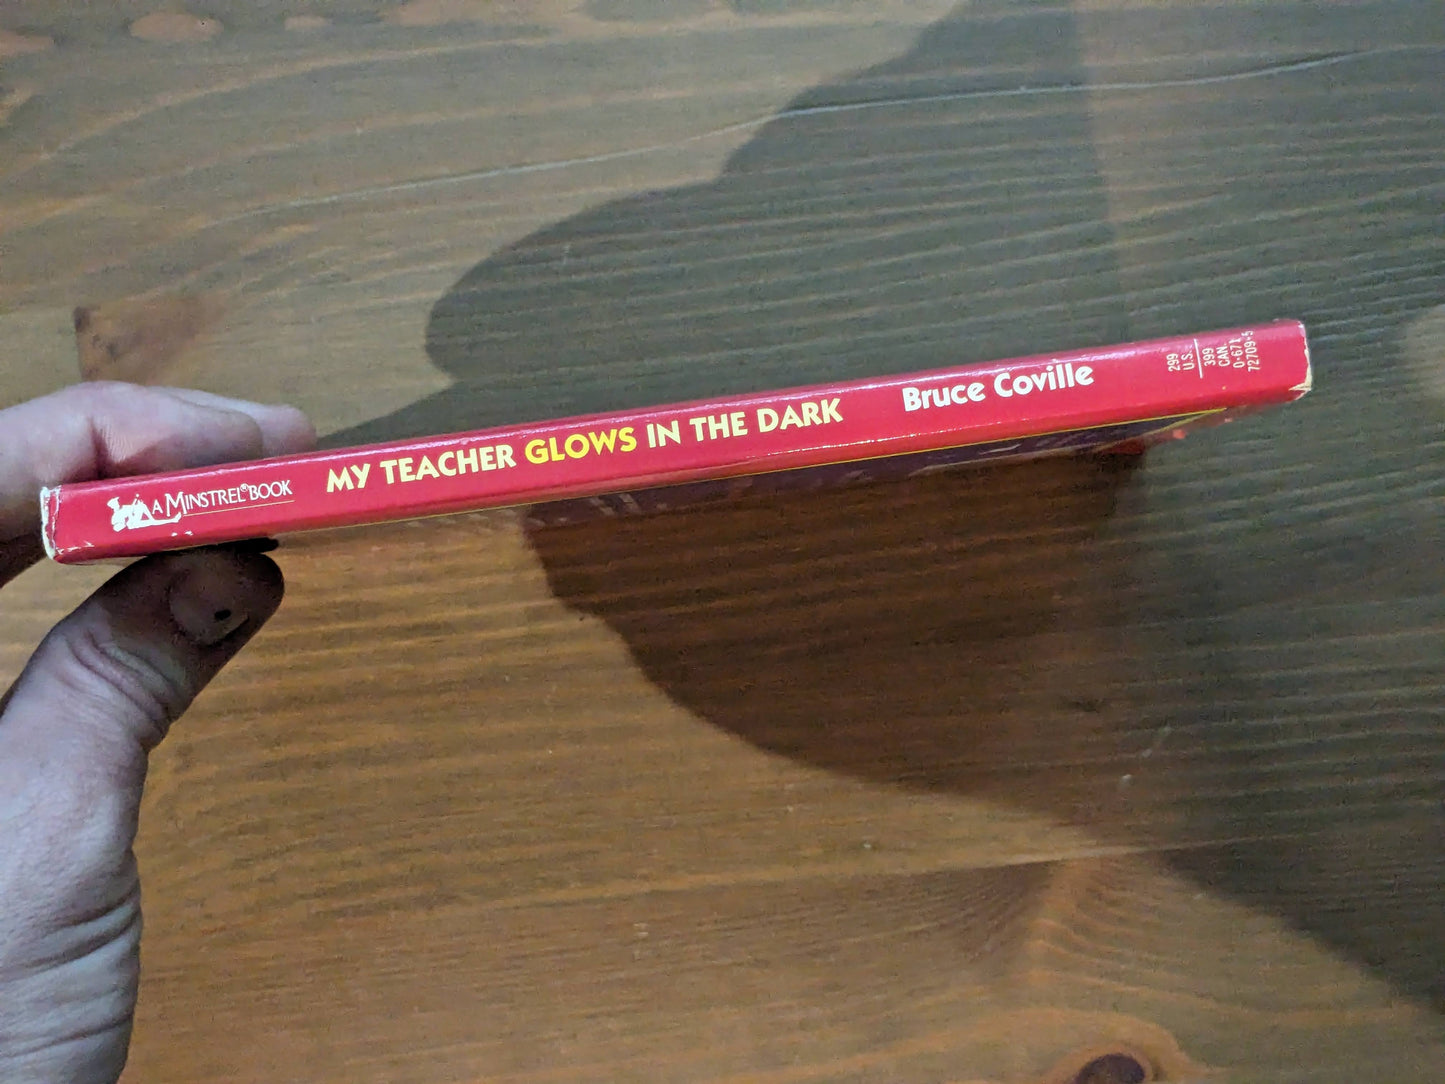 A MINSTREL® BOOK
MY TEACHER GLOWS IN THE DARK
Bruce Coville
299
U.S.
399
CAN.
0-671
72709-5